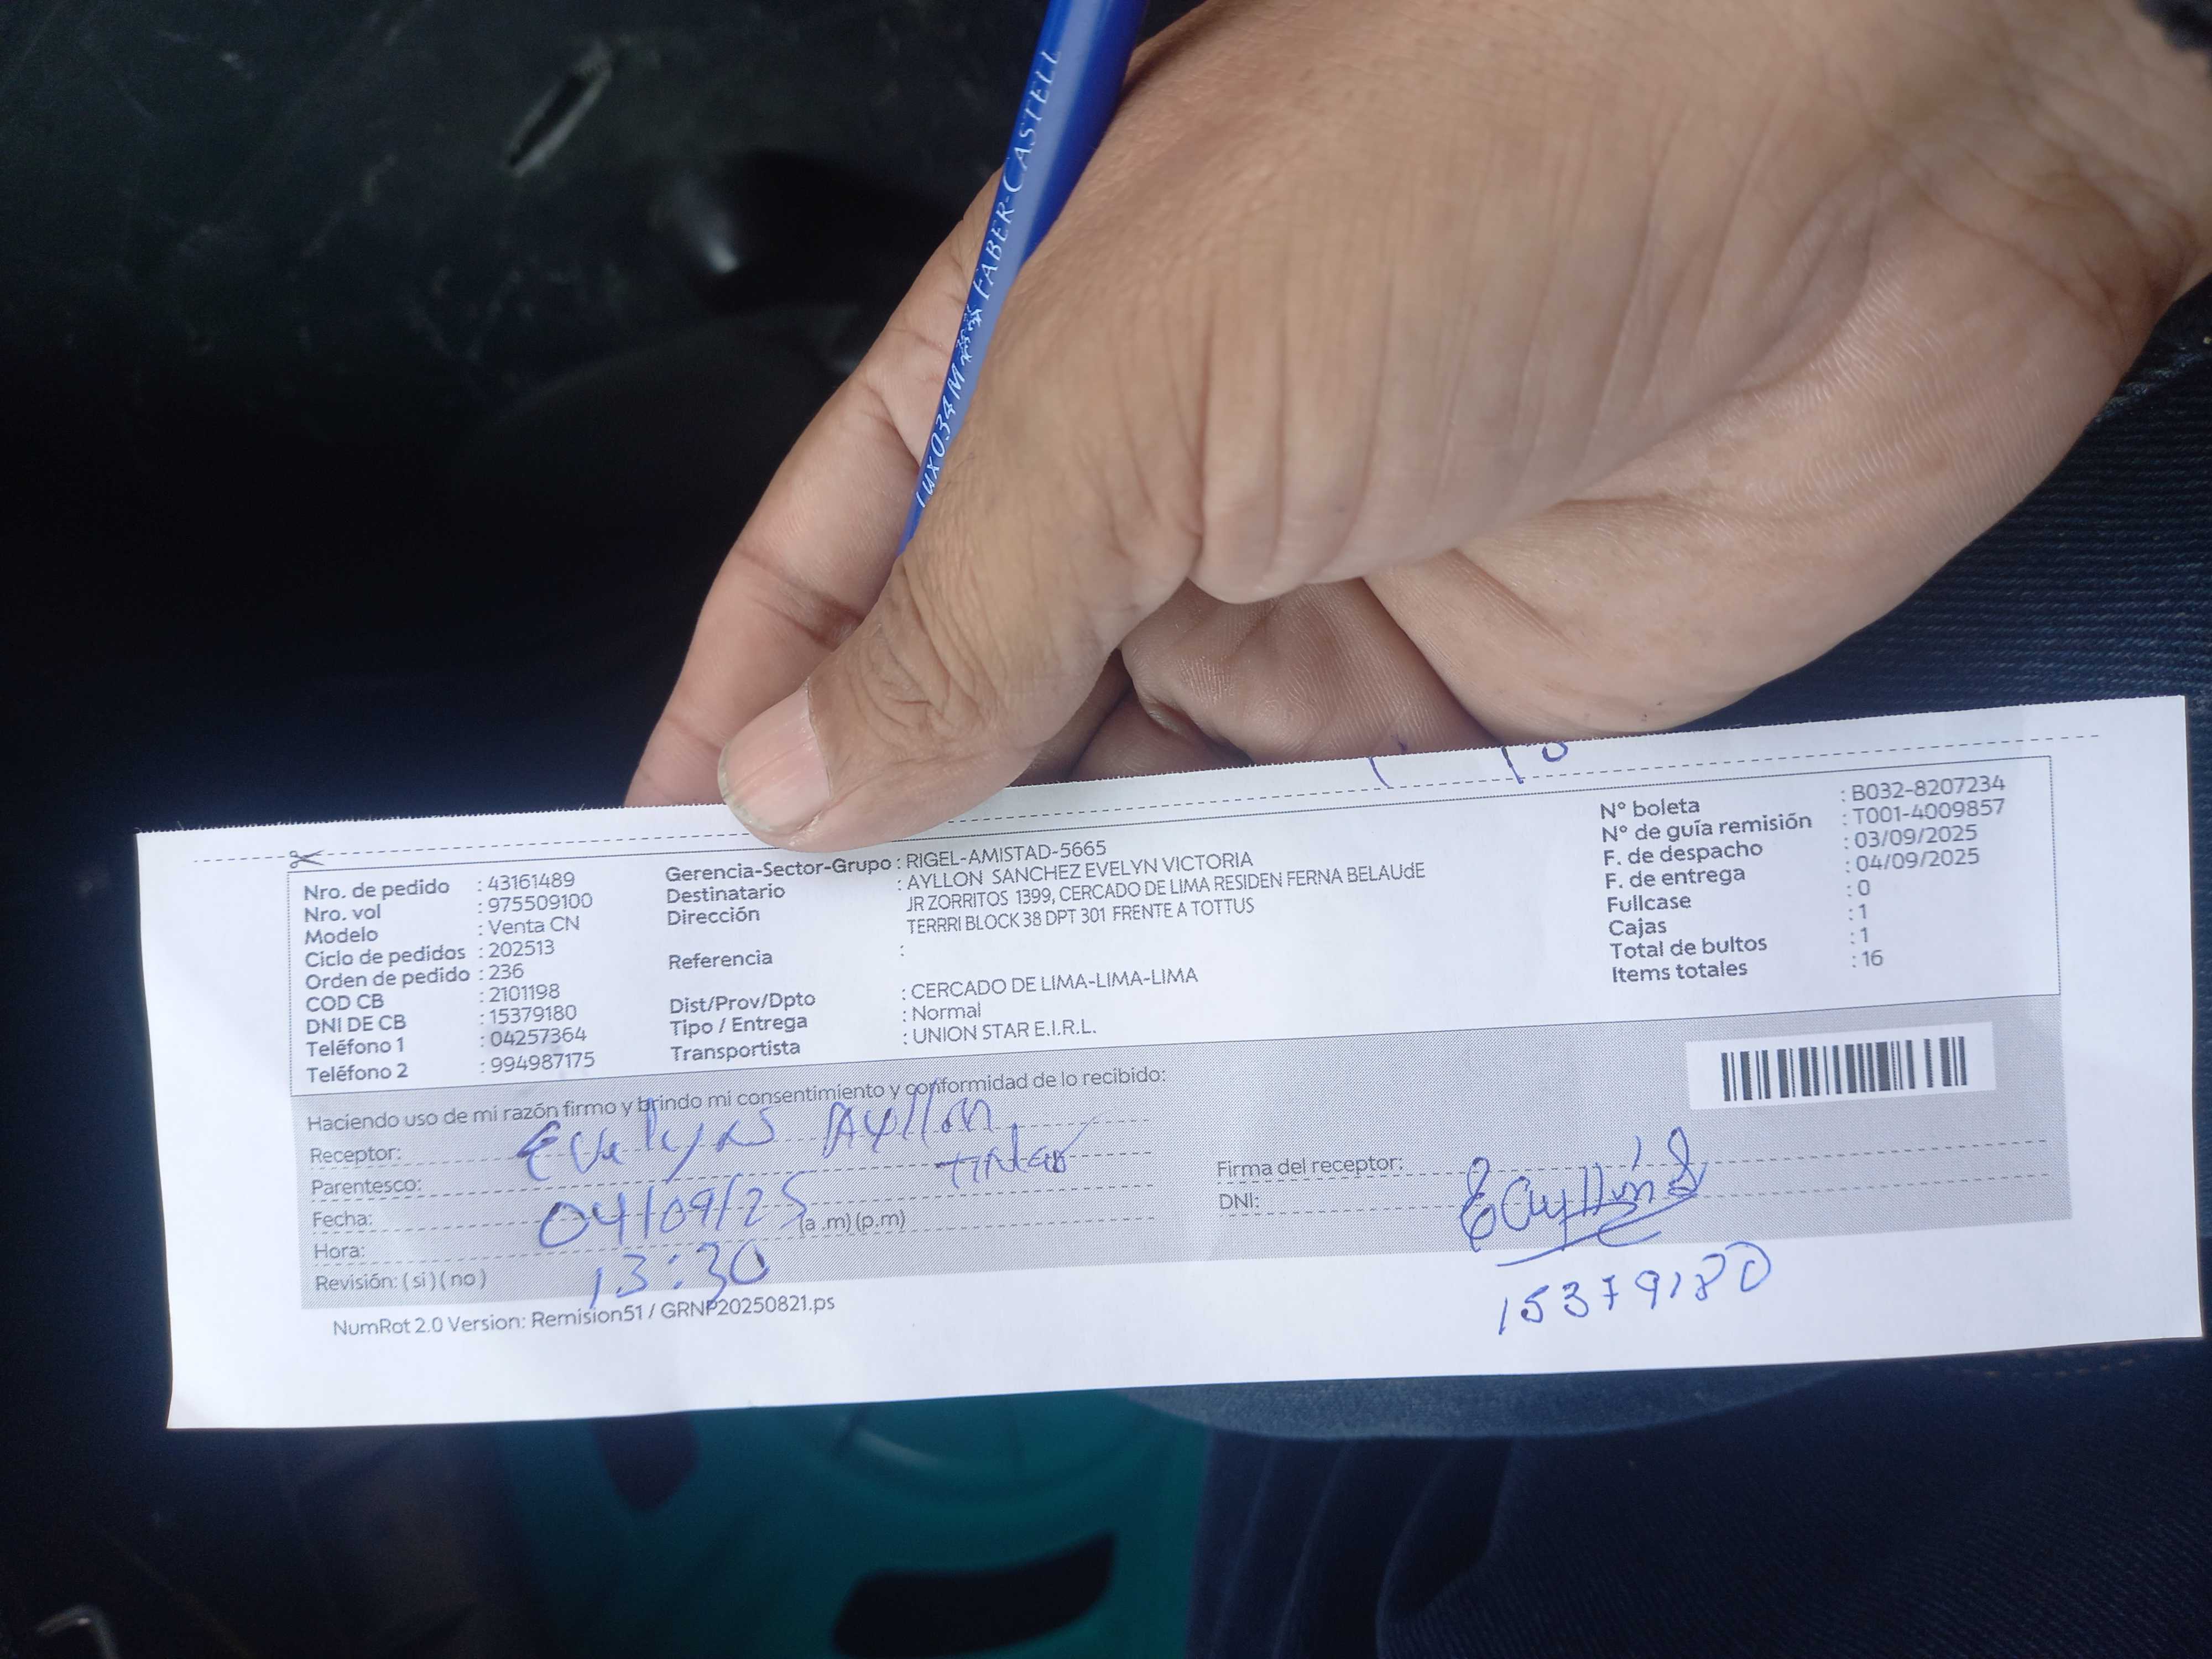 Lux 034 M FABER-CASTELL
Nro. de pedido : 43161489
Nro. vol : 975509100
Modelo : Venta CN
Ciclo de pedidos : 202513
Orden de pedido : 236
COD CB : 2101198
DNI DE CB : 15379180
Teléfono 1 : 04257364
Teléfono 2 : 994987175
Gerencia-Sector-Grupo : RIGEL-AMISTAD-5665
Destinatario : AYLLON SANCHEZ EVELYN VICTORIA
Dirección JR ZORRITOS 1399, CERCADO DE LIMA RESIDEN FERNA BELAUdE
TERRRI BLOCK 38 DPT 301 FRENTE A TOTTUS
Referencia :
Dist/Prov/Dpto : CERCADO DE LIMA-LIMA-LIMA
Tipo / Entrega : Normal
Transportista : UNION STAR E.I.R.L.
N° boleta : B032-8207234
N° de guía remisión : T001-4009857
F. de despacho : 03/09/2025
F. de entrega : 04/09/2025
Fullcase : 0
Cajas : 1
Total de bultos : 1
Items totales : 16
Haciendo uso de mi razón firmo y brindo mi consentimiento y conformidad de lo recibido:
Receptor: Ayllon
Parentesco:
Fecha: 04/09/25 (a .m) (p.m)
Hora: 13:30
Revisión: ( si ) ( no )
Firma del receptor:
DNI: 15379180
NumRot 2.0 Version: Remision51 / GRNP20250821.ps